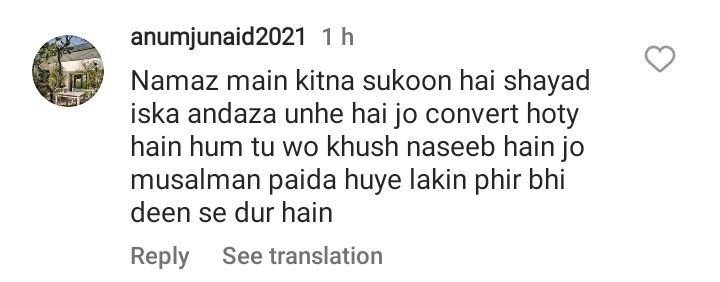 anumjunaid2021 1 h
Namaz main kitna sukoon hai shayad
iska andaza unhe hai jo convert hoty
hain hum tu wo khush naseeb hain jo
musalman paida huye lakin phir bhi
deen se dur hain
Reply See translation